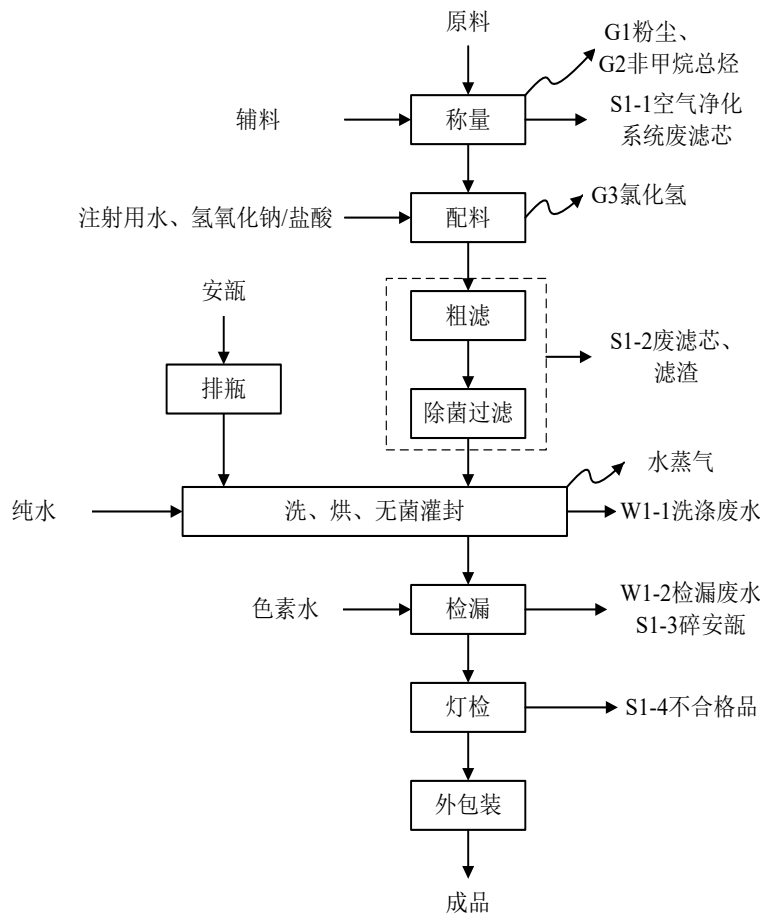 原料
G1粉尘、
G2非甲烷总烃
辅料
称量
S1-1空气净化
系统废滤芯
注射用水、氢氧化钠/盐酸
配料
G3氯化氢
安瓿
粗滤
S1-2废滤芯、
滤渣
排瓶
除菌过滤
水蒸气
纯水
洗、烘、无菌灌封
W1-1洗涤废水
色素水
检漏
W1-2检漏废水
S1-3碎安瓿
灯检
S1-4不合格品
外包装
成品